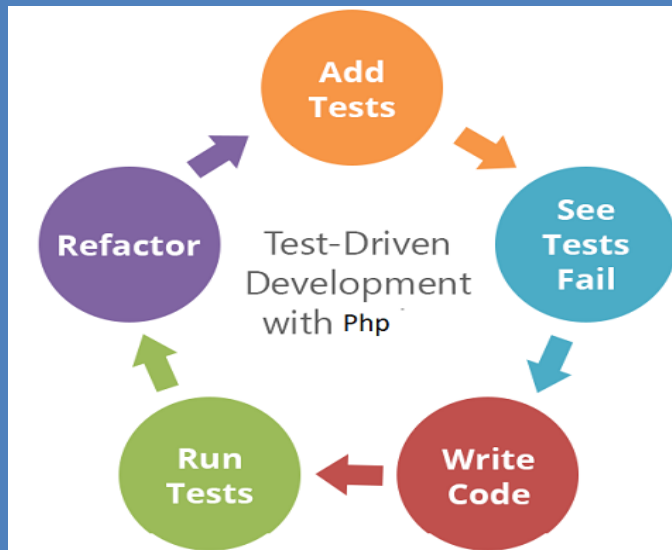 Add
Tests
See
Tests
Fail
Write
Code
Run
Tests
Refactor
Test-Driven
Development
with Php